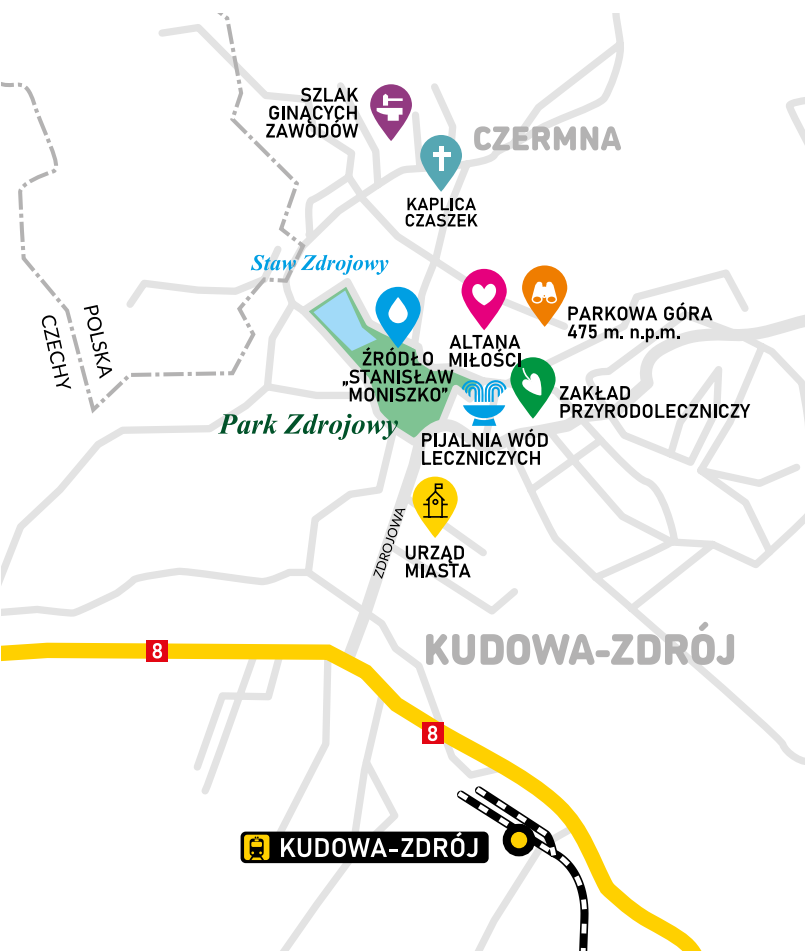 SZLAK
GINĄCYCH
ZAWODÓW
CZERMNA
KAPLICA
CZASZEK
Staw Zdrojowy
POLSKA
CZECHY
PARKOWA GÓRA
475 m. n.p.m.
ALTANA
MIŁOŚCI
ŹRÓDŁO
„STANISŁAW
MONISZKO”
ZAKŁAD
PRZYRODOLECZNICZY
Park Zdrojowy
PIJALNIA WÓD
LECZNICZYCH
ZDROJOWA
URZĄD
MIASTA
KUDOWA-ZDRÓJ
8
8
KUDOWA-ZDRÓJ